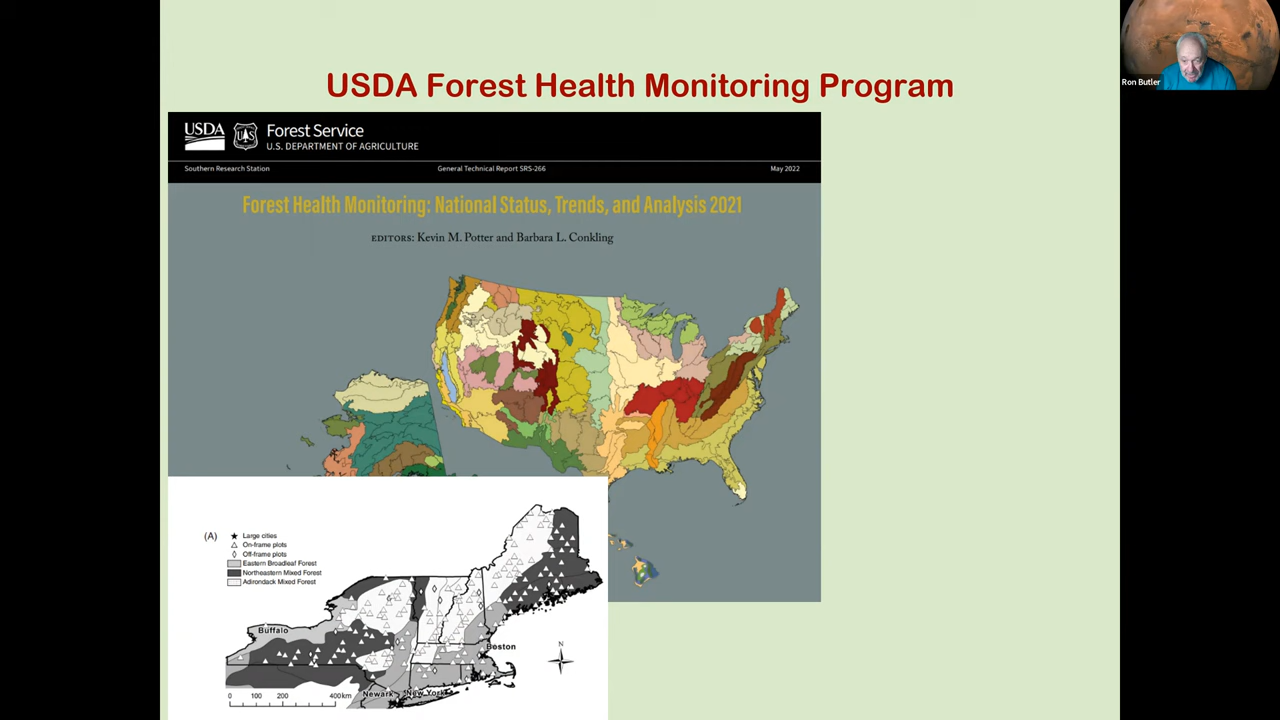 USDA Forest Health Monitoring Program
Ron Butler
USDA
Forest Service
U.S. DEPARTMENT OF AGRICULTURE
Southern Research Station
General Technical Report SRS-266
May 2022
Forest Health Monitoring: National Status, Trends, and Analysis 2021
EDITORS: Kevin M. Potter and Barbara L. Conkling
(A)
Large cities
On-frame plots
Off-frame plots
Eastern Broadleaf Forest
Northeastern Mixed Forest
Adirondack Mixed Forest
Buffalo
Boston
N
Newark
New York
0 100 200 400km